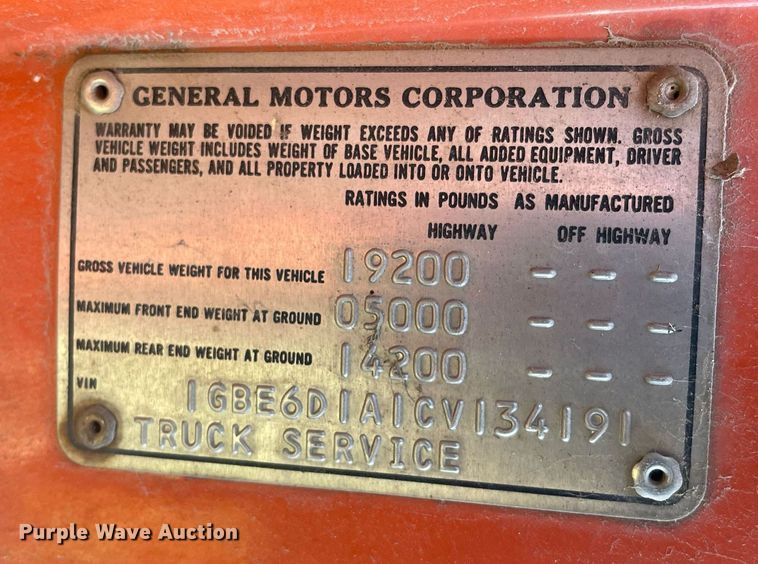 GENERAL MOTORS CORPORATION
WARRANTY MAY BE VOIDED IF WEIGHT EXCEEDS ANY OF RATINGS SHOWN. GROSS
VEHICLE WEIGHT INCLUDES WEIGHT OF BASE VEHICLE, ALL ADDED EQUIPMENT, DRIVER
AND PASSENGERS, AND ALL PROPERTY LOADED INTO OR ONTO VEHICLE.
RATINGS IN POUNDS AS MANUFACTURED
HIGHWAY OFF HIGHWAY
GROSS VEHICLE WEIGHT FOR THIS VEHICLE 19200 - - -
MAXIMUM FRONT END WEIGHT AT GROUND 05000 - - -
MAXIMUM REAR END WEIGHT AT GROUND 14200 - - -
VIN 1GBE6D1A1CV134191
TRUCK SERVICE
Purple Wave Auction